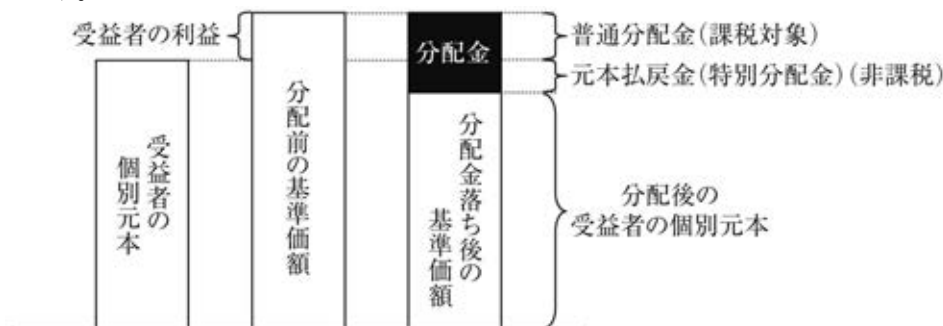 受益者の利益
分配金
普通分配金(課税対象)
元本払戻金(特別分配金)(非課税)
受益者の
個別元本
分配前の基準価額
分配金落ち後の
基準価額
分配後の
受益者の個別元本